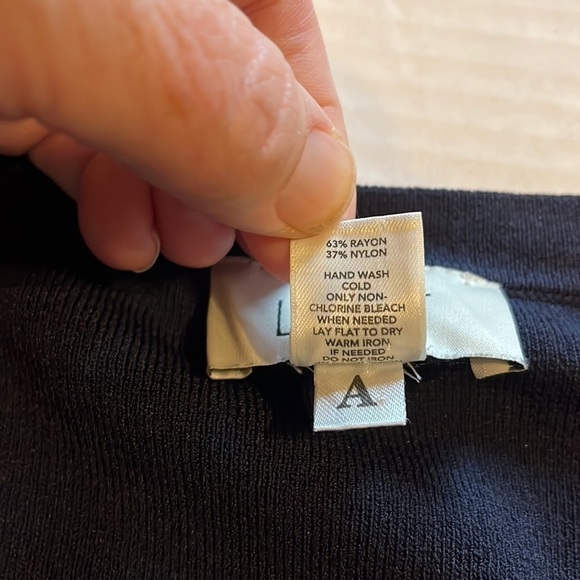 63% RAYON
37% NYLON
HAND WASH
COLD
ONLY NON-
CHLORINE BLEACH
WHEN NEEDED
LAY FLAT TO DRY
WARM IRON
IF NEEDED
DO NOT IRON
A